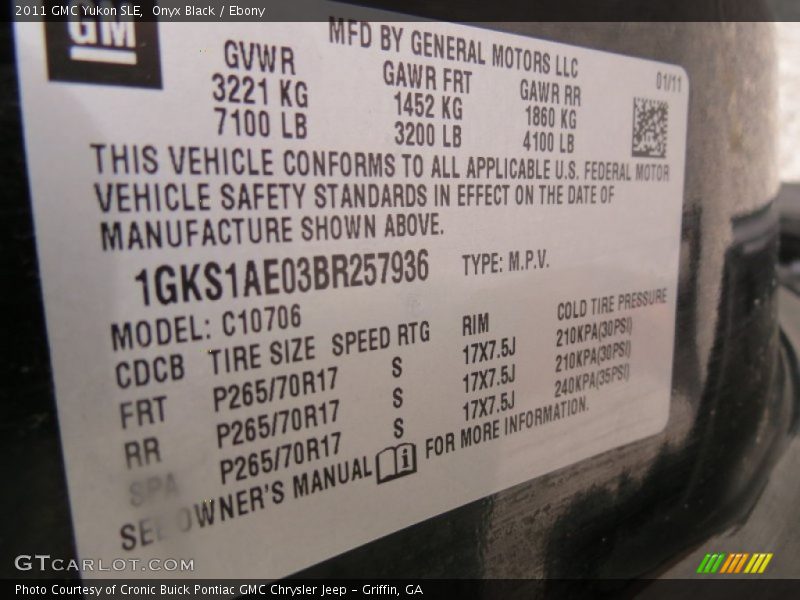 2011 GMC Yukon SLE, Onyx Black / Ebony
GM
MFD BY GENERAL MOTORS LLC
01/11
GVWR GAWR FRT GAWR RR
3221 KG 1452 KG 1860 KG
7100 LB 3200 LB 4100 LB
THIS VEHICLE CONFORMS TO ALL APPLICABLE U.S. FEDERAL MOTOR
VEHICLE SAFETY STANDARDS IN EFFECT ON THE DATE OF
MANUFACTURE SHOWN ABOVE.
1GKS1AE03BR257936 TYPE: M.P.V.
MODEL: C10706
CDCB TIRE SIZE SPEED RTG RIM COLD TIRE PRESSURE
FRT P265/70R17 S 17X7.5J 210KPA(30PSI)
RR P265/70R17 S 17X7.5J 210KPA(30PSI)
SPA P265/70R17 S 17X7.5J 240KPA(35PSI)
SEE OWNER'S MANUAL i FOR MORE INFORMATION.
GTCARLOT.COM
Photo Courtesy of Cronic Buick Pontiac GMC Chrysler Jeep - Griffin, GA